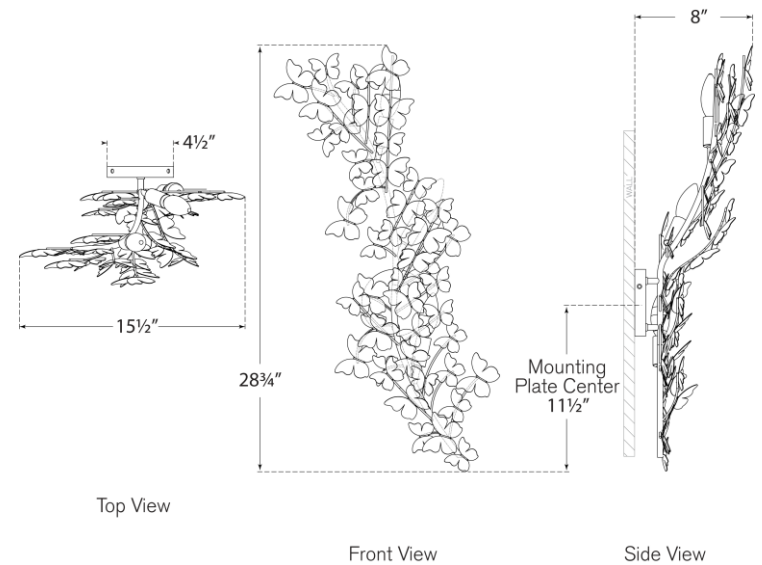 8”
4½”
WALL
15½”
28¾”
Mounting
Plate Center
11½”
Top View
Front View
Side View